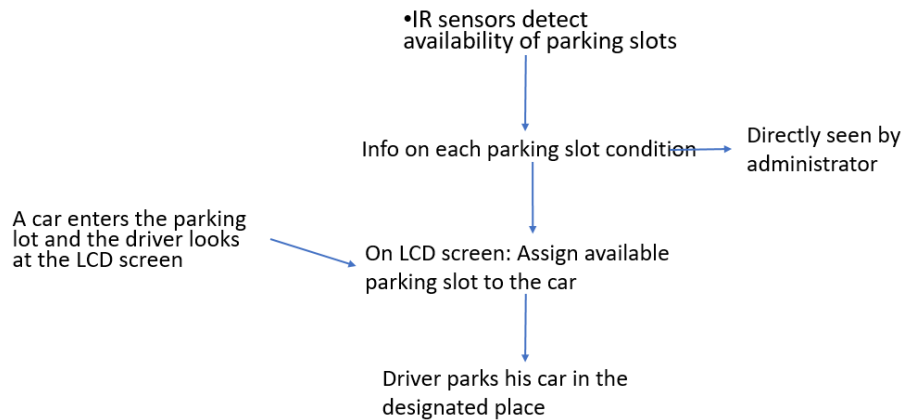 •IR sensors detect
availability of parking slots
Info on each parking slot condition
Directly seen by
administrator
A car enters the parking
lot and the driver looks
at the LCD screen
On LCD screen: Assign available
parking slot to the car
Driver parks his car in the
designated place